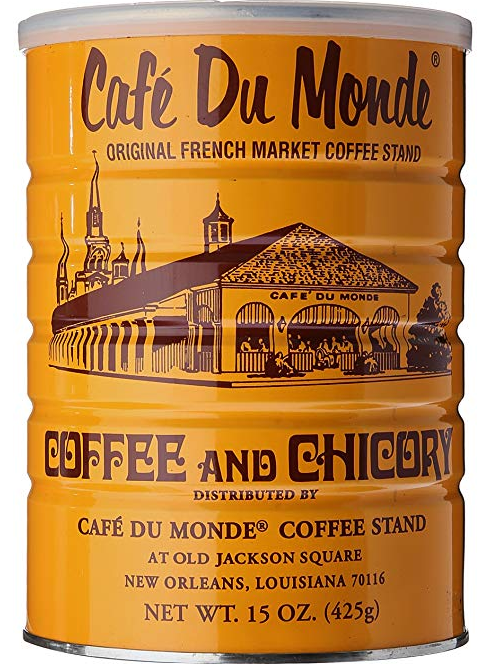 Café Du Monde®
ORIGINAL FRENCH MARKET COFFEE STAND
CAFE DU MONDE
COFFEE AND CHICORY
DISTRIBUTED BY
CAFÉ DU MONDE® COFFEE STAND
AT OLD JACKSON SQUARE
NEW ORLEANS, LOUISIANA 70116
NET WT. 15 OZ. (425g)